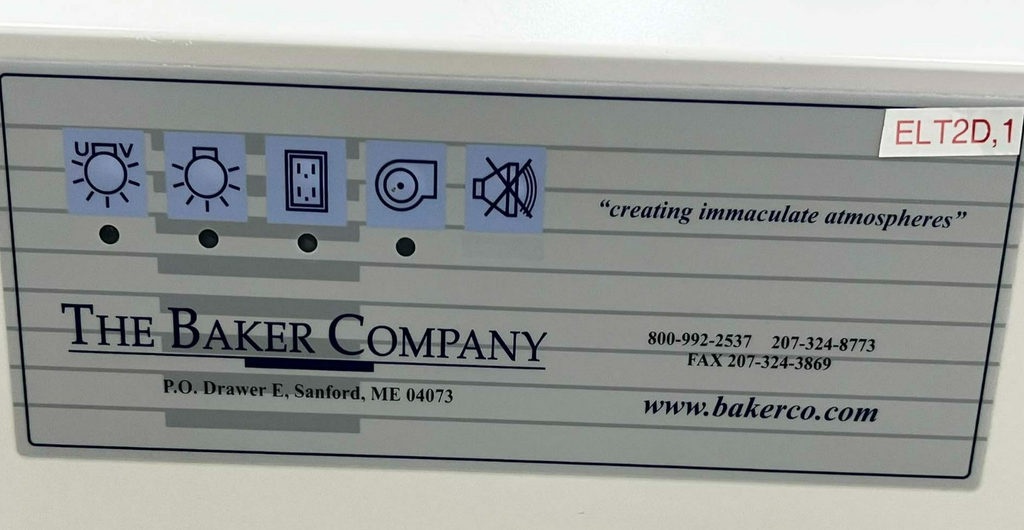 ELT2D,1
UV
"creating immaculate atmospheres"
THE BAKER COMPANY
P.O. Drawer E, Sanford, ME 04073
800-992-2537 207-324-8773
FAX 207-324-3869
www.bakerco.com